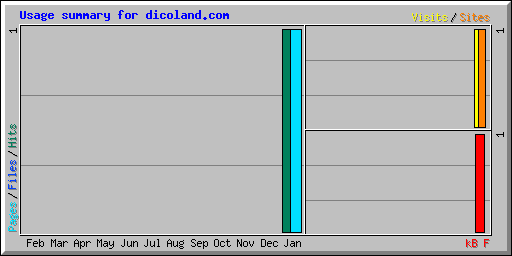 Usage summary for dicoland.com
Visits/Sites
1
1
1
Pages/Files/Hits
Feb Mar Apr May Jun Jul Aug Sep Oct Nov Dec Jan
kB F